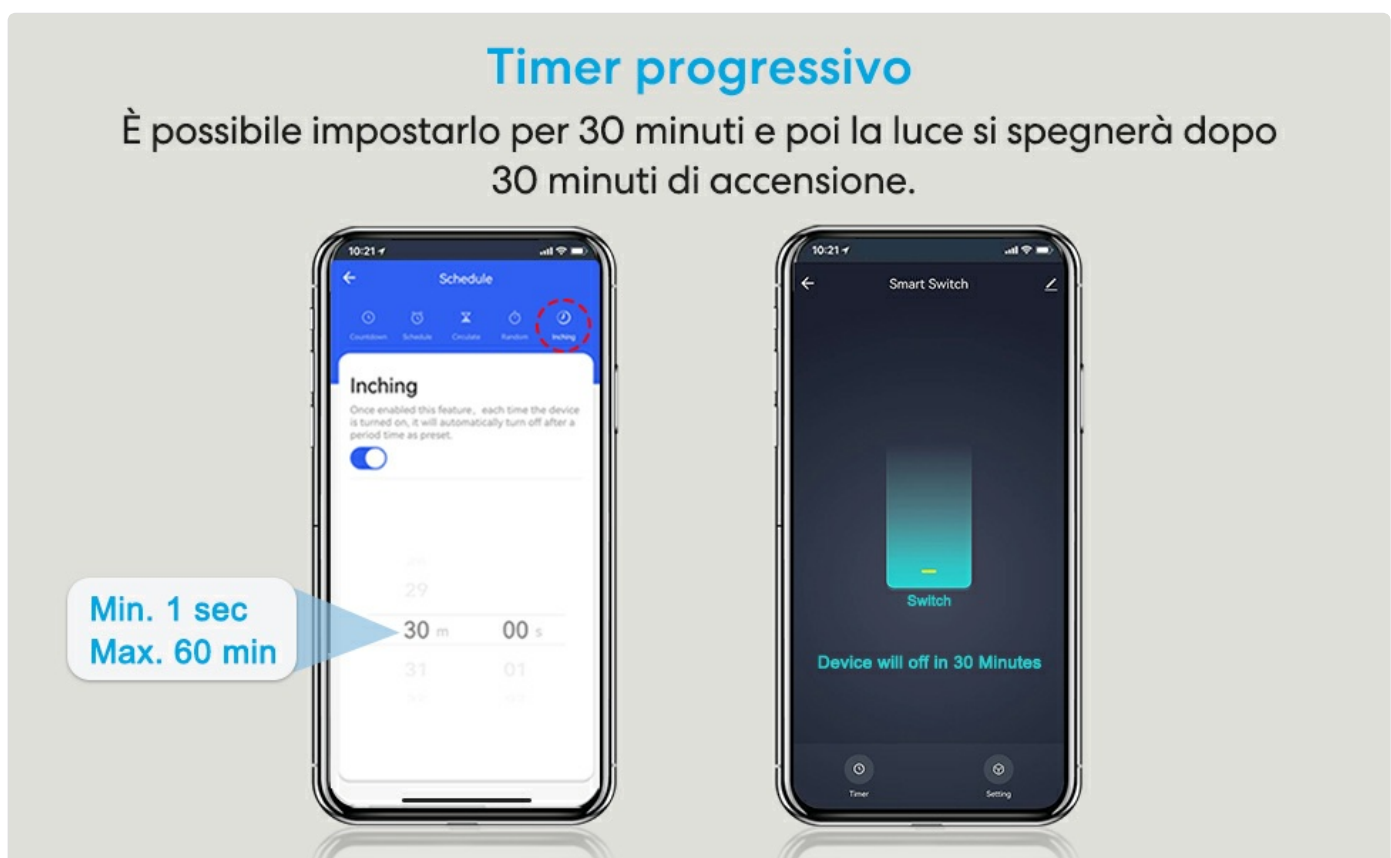 Timer progressivo
È possibile impostarlo per 30 minuti e poi la luce si spegnerà dopo
30 minuti di accensione.
10:21
Schedule
Countdown Schedule Circulate Random Inching
Inching
Once enabled this feature, each time the device
is turned on, it will automatically turn off after a
period time as preset.
29
30 m 00 s
31 01
Min. 1 sec
Max. 60 min
10:21
Smart Switch
Switch
Device will off in 30 Minutes
Timer Setting